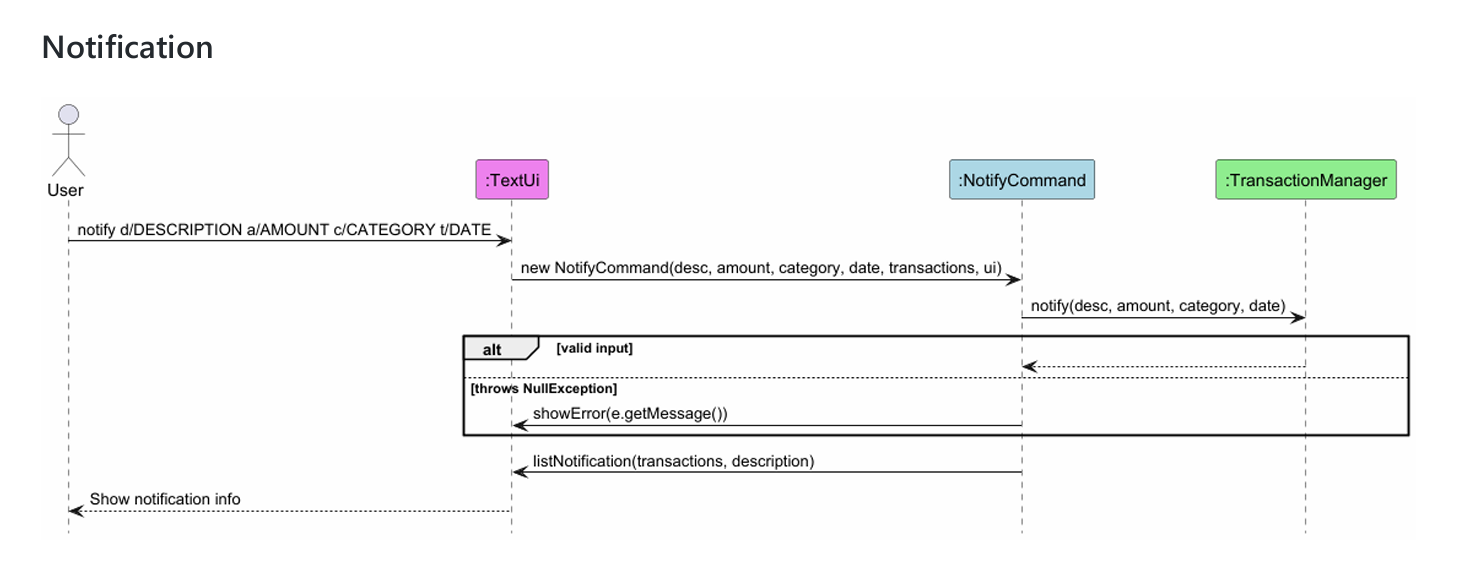 Notification
User
:TextUi
:NotifyCommand
:TransactionManager
notify d/DESCRIPTION a/AMOUNT c/CATEGORY t/DATE
new NotifyCommand(desc, amount, category, date, transactions, ui)
notify(desc, amount, category, date)
alt
[valid input]
[throws NullException]
showError(e.getMessage())
listNotification(transactions, description)
Show notification info